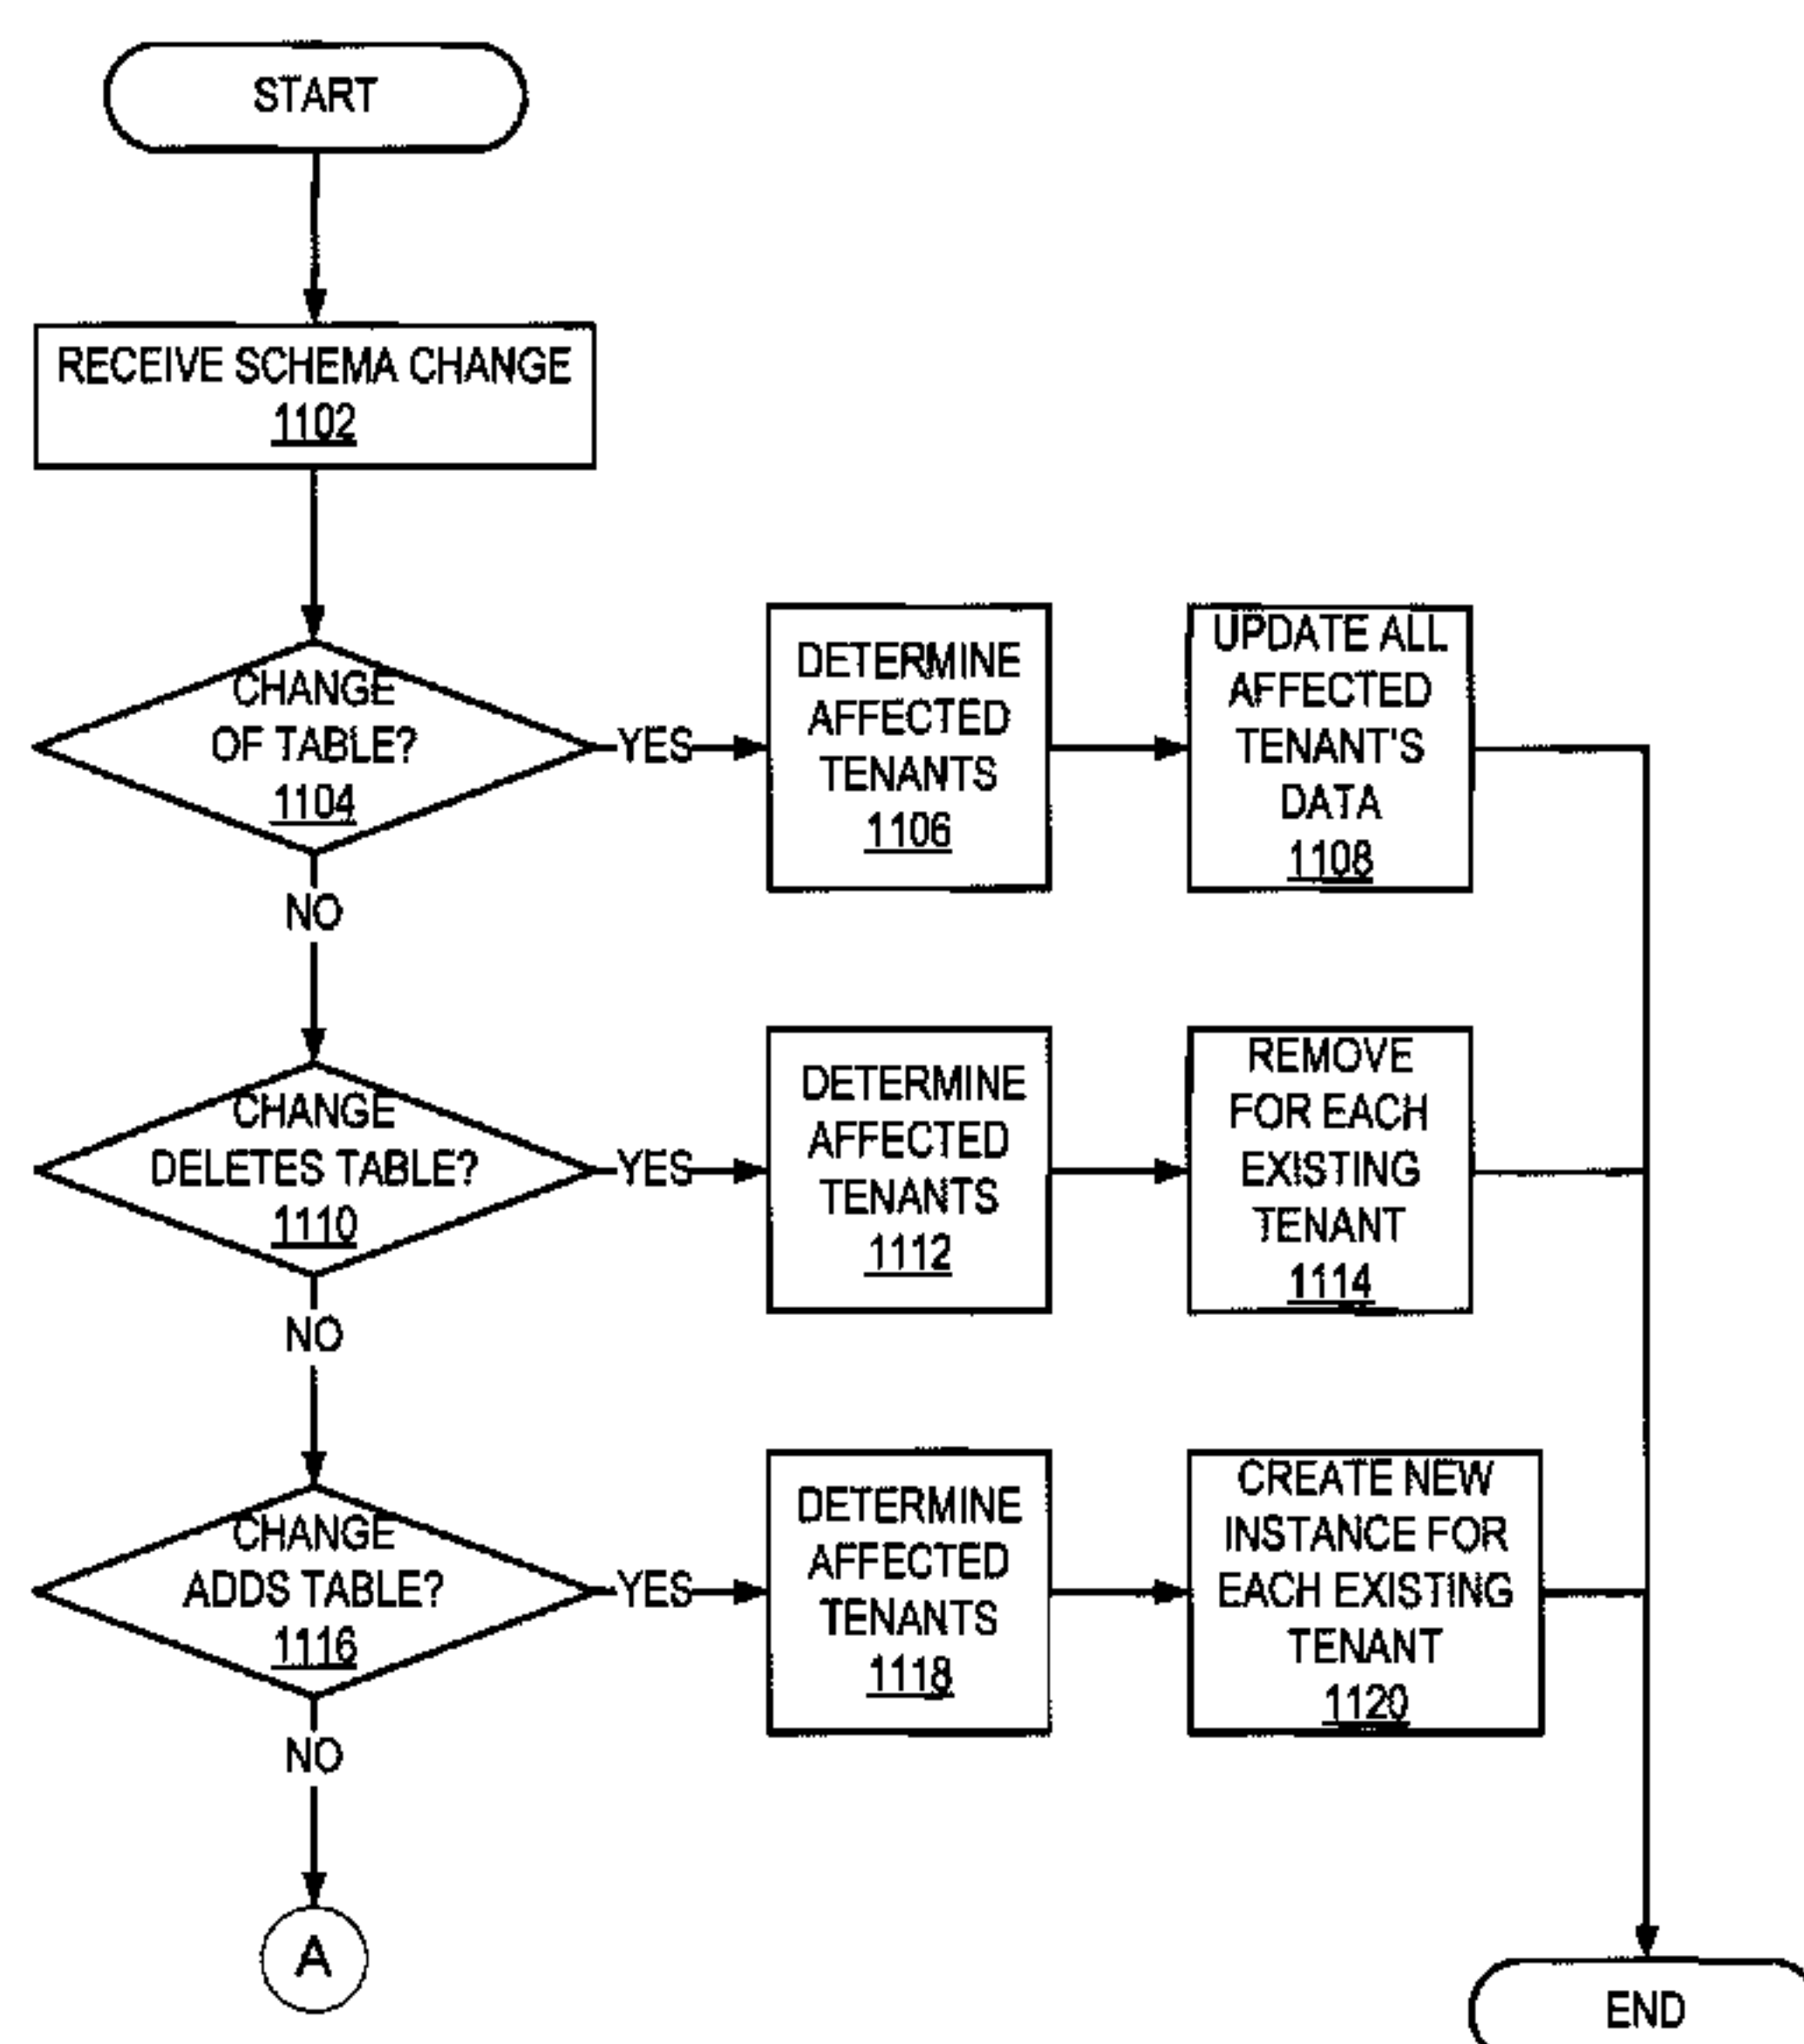 START
RECEIVE SCHEMA CHANGE
1102
CHANGE
OF TABLE?
1104
YES
DETERMINE
AFFECTED
TENANTS
1106
UPDATE ALL
AFFECTED
TENANT'S
DATA
1108
NO
CHANGE
DELETES TABLE?
1110
YES
DETERMINE
AFFECTED
TENANTS
1112
REMOVE
FOR EACH
EXISTING
TENANT
1114
NO
CHANGE
ADDS TABLE?
1116
YES
DETERMINE
AFFECTED
TENANTS
1118
CREATE NEW
INSTANCE FOR
EACH EXISTING
TENANT
1120
NO
A
END